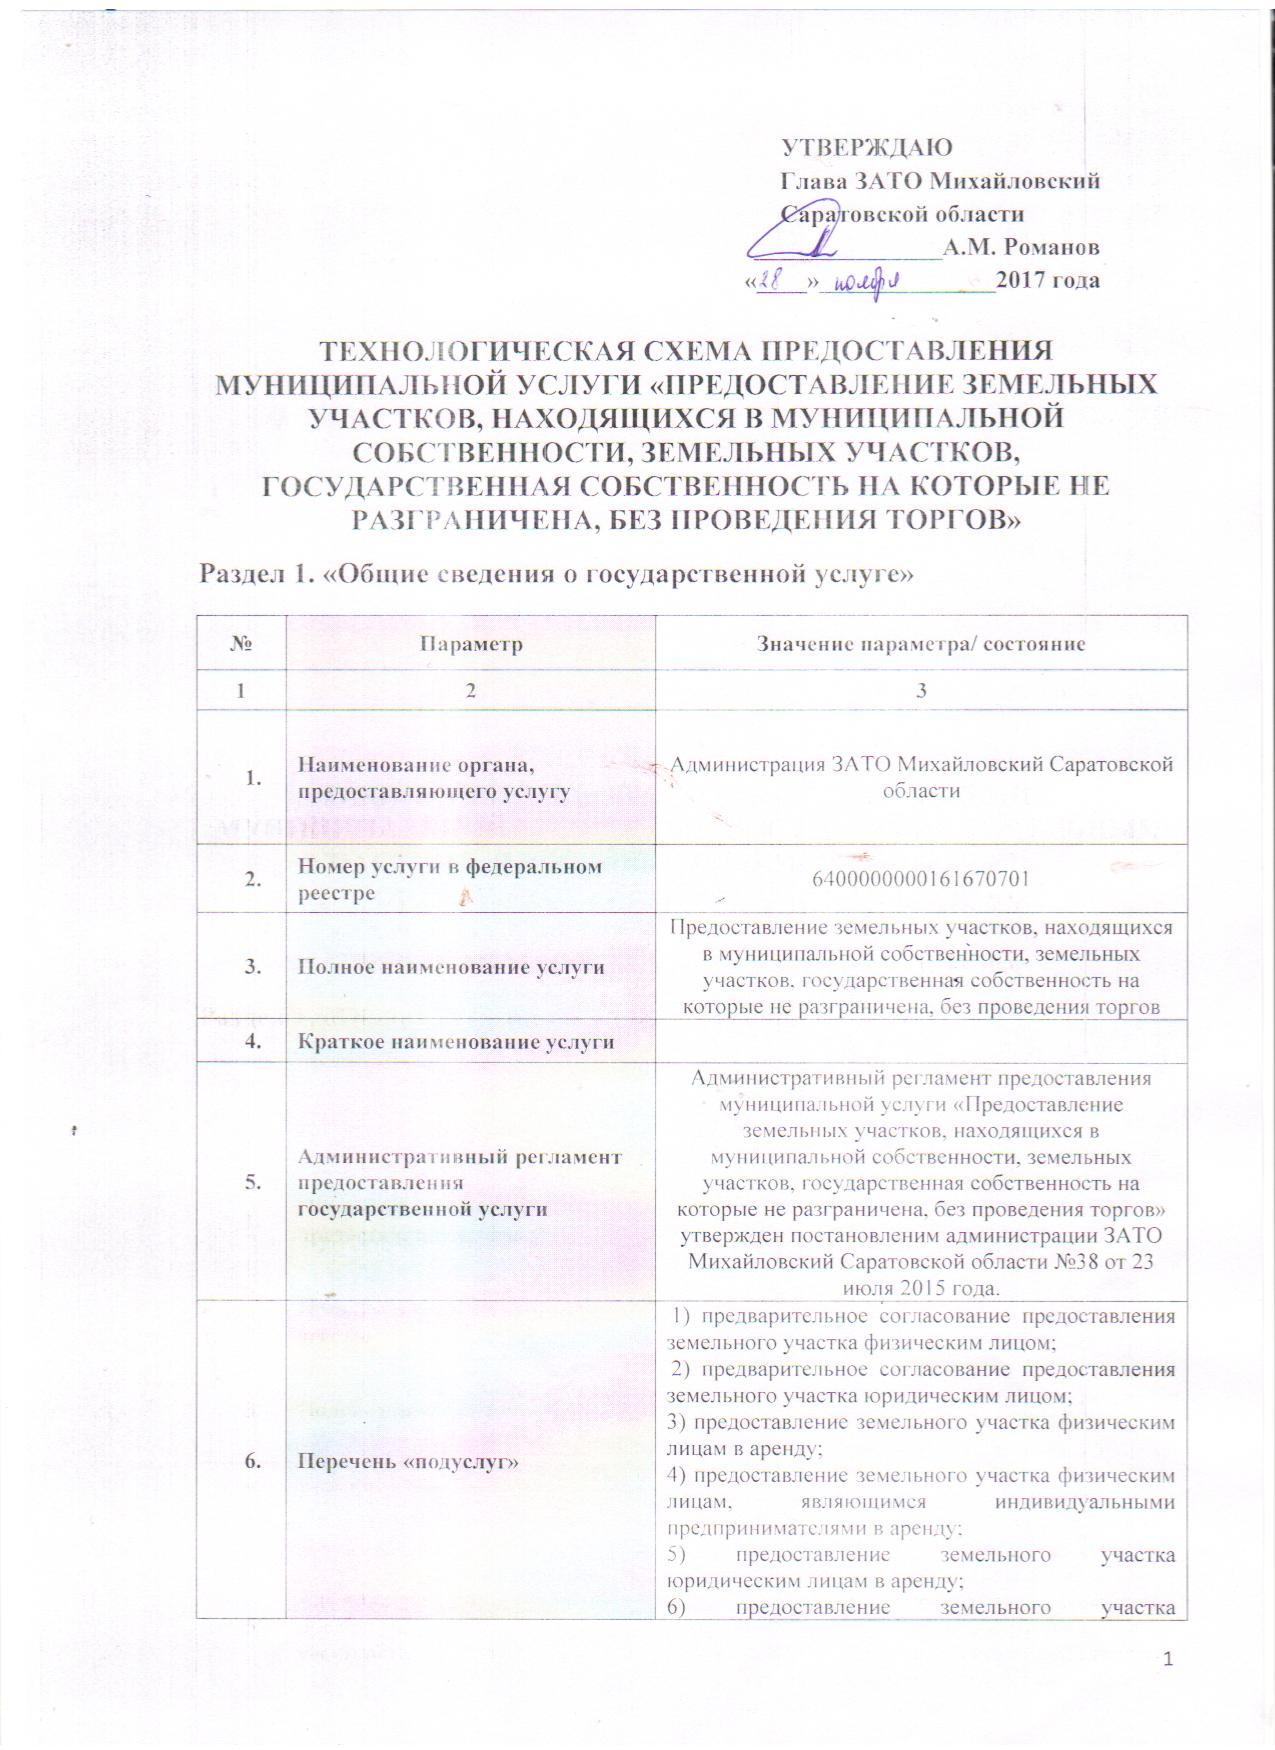 УТВЕРЖДАЮ
Глава ЗАТО Михайловский
Саратовской области
_______________А.М. Романов
«28» ноября 2017 года
ТЕХНОЛОГИЧЕСКАЯ СХЕМА ПРЕДОСТАВЛЕНИЯ
МУНИЦИПАЛЬНОЙ УСЛУГИ «ПРЕДОСТАВЛЕНИЕ ЗЕМЕЛЬНЫХ
УЧАСТКОВ, НАХОДЯЩИХСЯ В МУНИЦИПАЛЬНОЙ
СОБСТВЕННОСТИ, ЗЕМЕЛЬНЫХ УЧАСТКОВ,
ГОСУДАРСТВЕННАЯ СОБСТВЕННОСТЬ НА КОТОРЫЕ НЕ
РАЗГРАНИЧЕНА, БЕЗ ПРОВЕДЕНИЯ ТОРГОВ»
Раздел 1. «Общие сведения о государственной услуге»
№ Параметр Значение параметра/ состояние
1 2 3
1. Наименование органа,
предоставляющего услугу
Администрация ЗАТО Михайловский Саратовской
области
2. Номер услуги в федеральном
реестре
6400000000161670701
3. Полное наименование услуги
Предоставление земельных участков, находящихся
в муниципальной собственности, земельных
участков, государственная собственность на
которые не разграничена, без проведения торгов
4. Краткое наименование услуги
5. Административный регламент
предоставления
государственной услуги
Административный регламент предоставления
муниципальной услуги «Предоставление
земельных участков, находящихся в
муниципальной собственности, земельных
участков, государственная собственность на
которые не разграничена, без проведения торгов»
утвержден постановлением администрации ЗАТО
Михайловский Саратовской области №38 от 23
июля 2015 года.
6. Перечень «подуслуг»
1) предварительное согласование предоставления
земельного участка физическим лицом;
2) предварительное согласование предоставления
земельного участка юридическим лицом;
3) предоставление земельного участка физическим
лицам в аренду;
4) предоставление земельного участка физическим
лицам, являющимся индивидуальными
предпринимателями в аренду;
5) предоставление земельного участка
юридическим лицам в аренду;
6) предоставление земельного участка
1